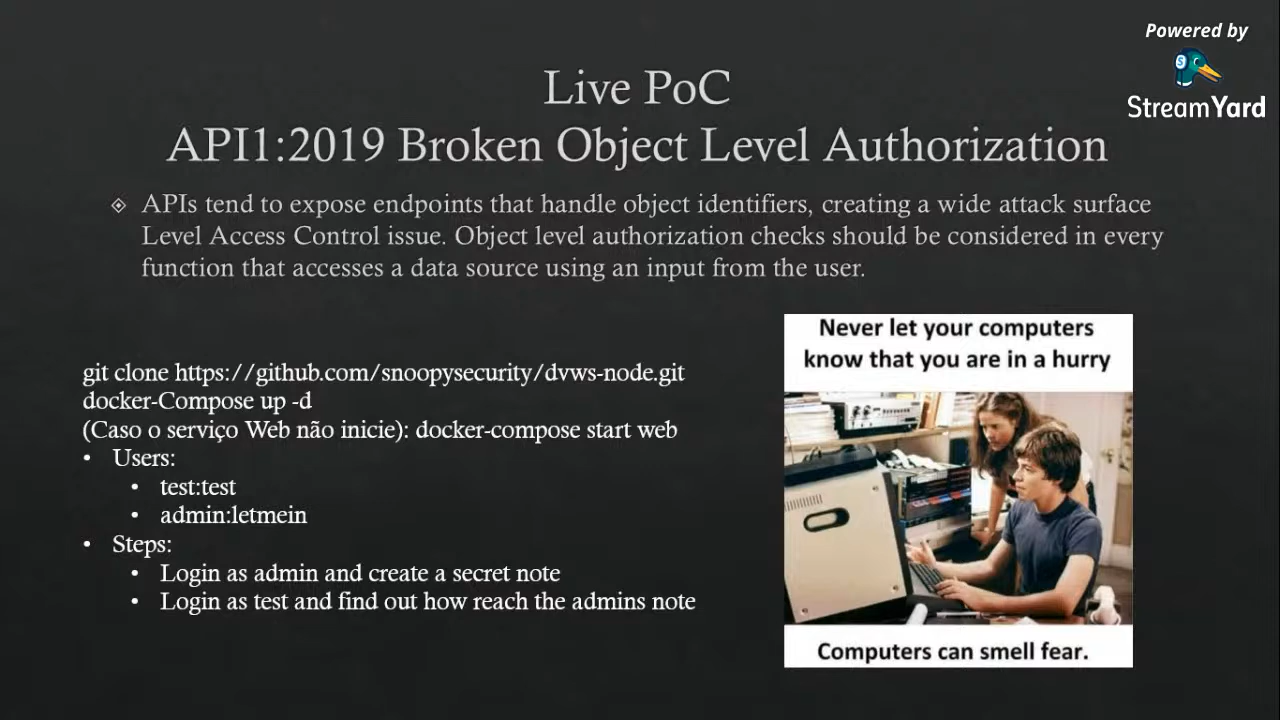 Powered by
StreamYard
Live PoC
API1:2019 Broken Object Level Authorization
APIs tend to expose endpoints that handle object identifiers, creating a wide attack surface
Level Access Control issue. Object level authorization checks should be considered in every
function that accesses a data source using an input from the user.
git clone https://github.com/snoopysecurity/dvws-node.git
docker-Compose up -d
(Caso o serviço Web não inicie): docker-compose start web
• Users:
• test:test
• admin:letmein
• Steps:
• Login as admin and create a secret note
• Login as test and find out how reach the admins note
Never let your computers
know that you are in a hurry
Computers can smell fear.